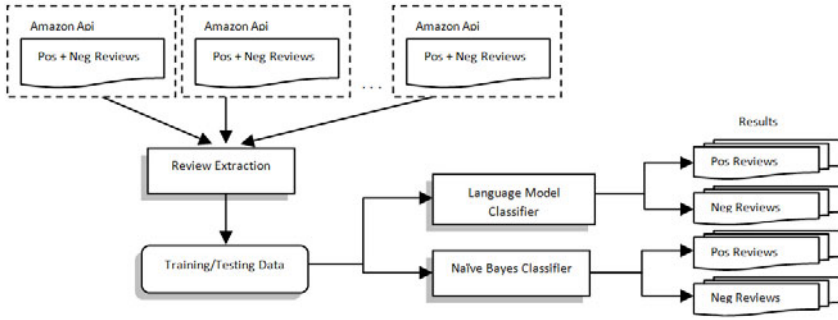 Amazon Api
Amazon Api
Amazon Api
Pos + Neg Reviews
Pos + Neg Reviews
Pos + Neg Reviews
...
Results
Review Extraction
Pos Reviews
Language Model
Classifier
Neg Reviews
Training/Testing Data
Naïve Bayes Classifier
Pos Reviews
Neg Reviews